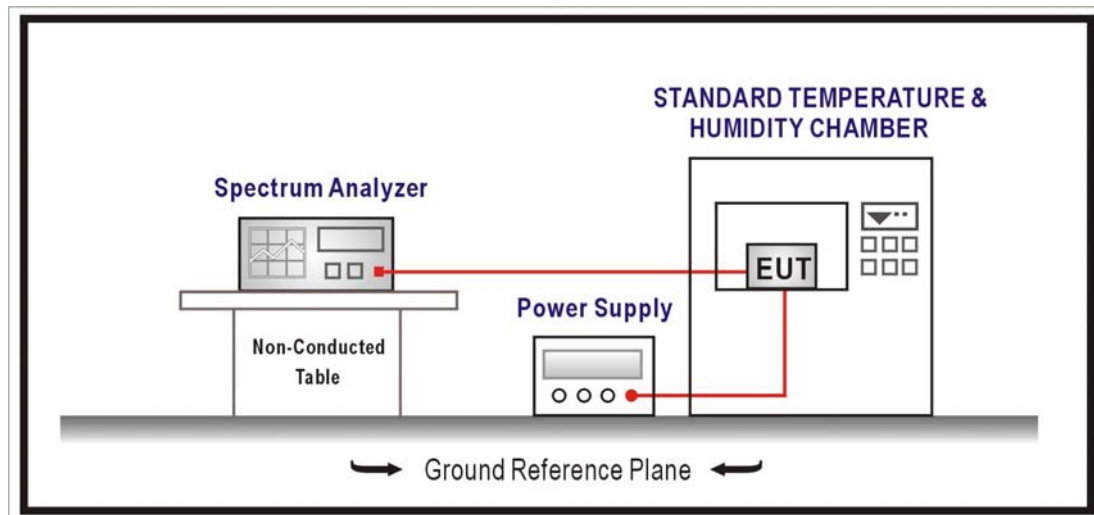 STANDARD TEMPERATURE &
HUMIDITY CHAMBER
Spectrum Analyzer
EUT
Power Supply
Non-Conducted
Table
Ground Reference Plane